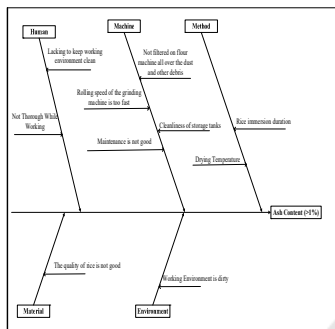 Human
Machine
Method
Lacking to keep working
environment clean
Not filtered on flour
machine all over the dust
and other debris
Rolling speed of the grinding
machine is too fast
Not Thorough While
Working
Cleanliness of storage tanks
Rice immersion duration
Maintenance is not good
Drying Temperature
Ash Content (>1%)
The quality of rice is not good
Working Environment is dirty
Material
Environment